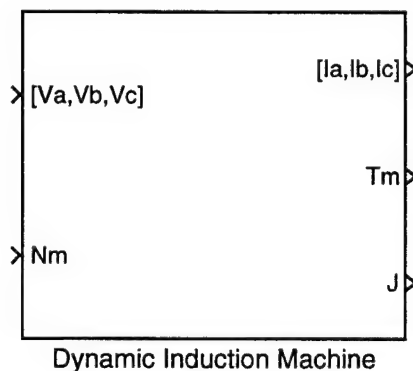 [Ia,Ib,Ic]
[Va,Vb,Vc]
Tm
Nm
J
Dynamic Induction Machine